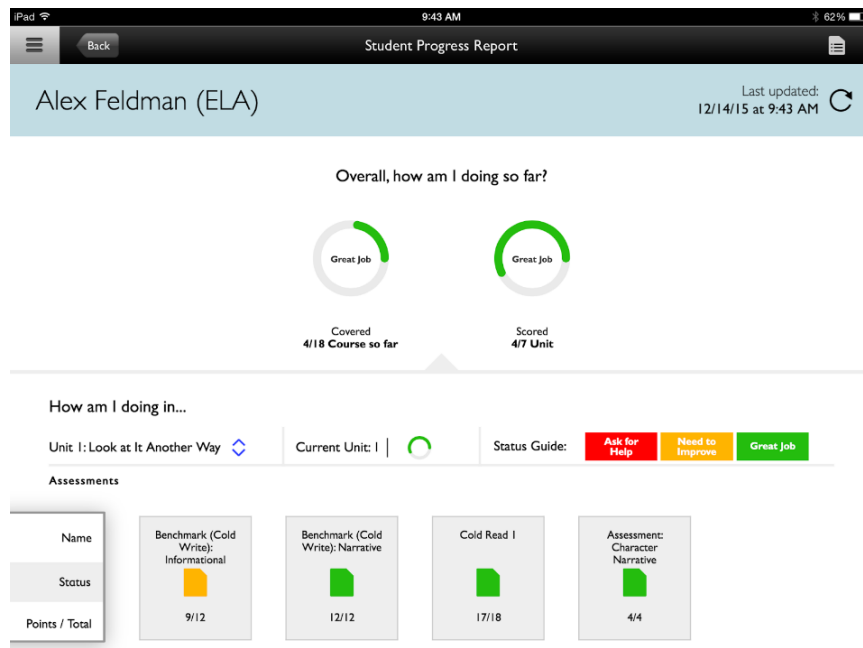 iPad 9:43 AM 62%
Back Student Progress Report
Alex Feldman (ELA)
Last updated:
12/14/15 at 9:43 AM
Overall, how am I doing so far?
Great Job Great Job
Covered Scored
4/18 Course so far 4/7 Unit
How am I doing in...
Unit 1: Look at It Another Way Current Unit: 1 Status Guide:
Ask for
Help
Need to
Improve
Great Job
Assessments
Name
Status
Points / Total
Benchmark (Cold
Write):
Informational
9/12
Benchmark (Cold
Write): Narrative
12/12
Cold Read 1
17/18
Assessment:
Character
Narrative
4/4